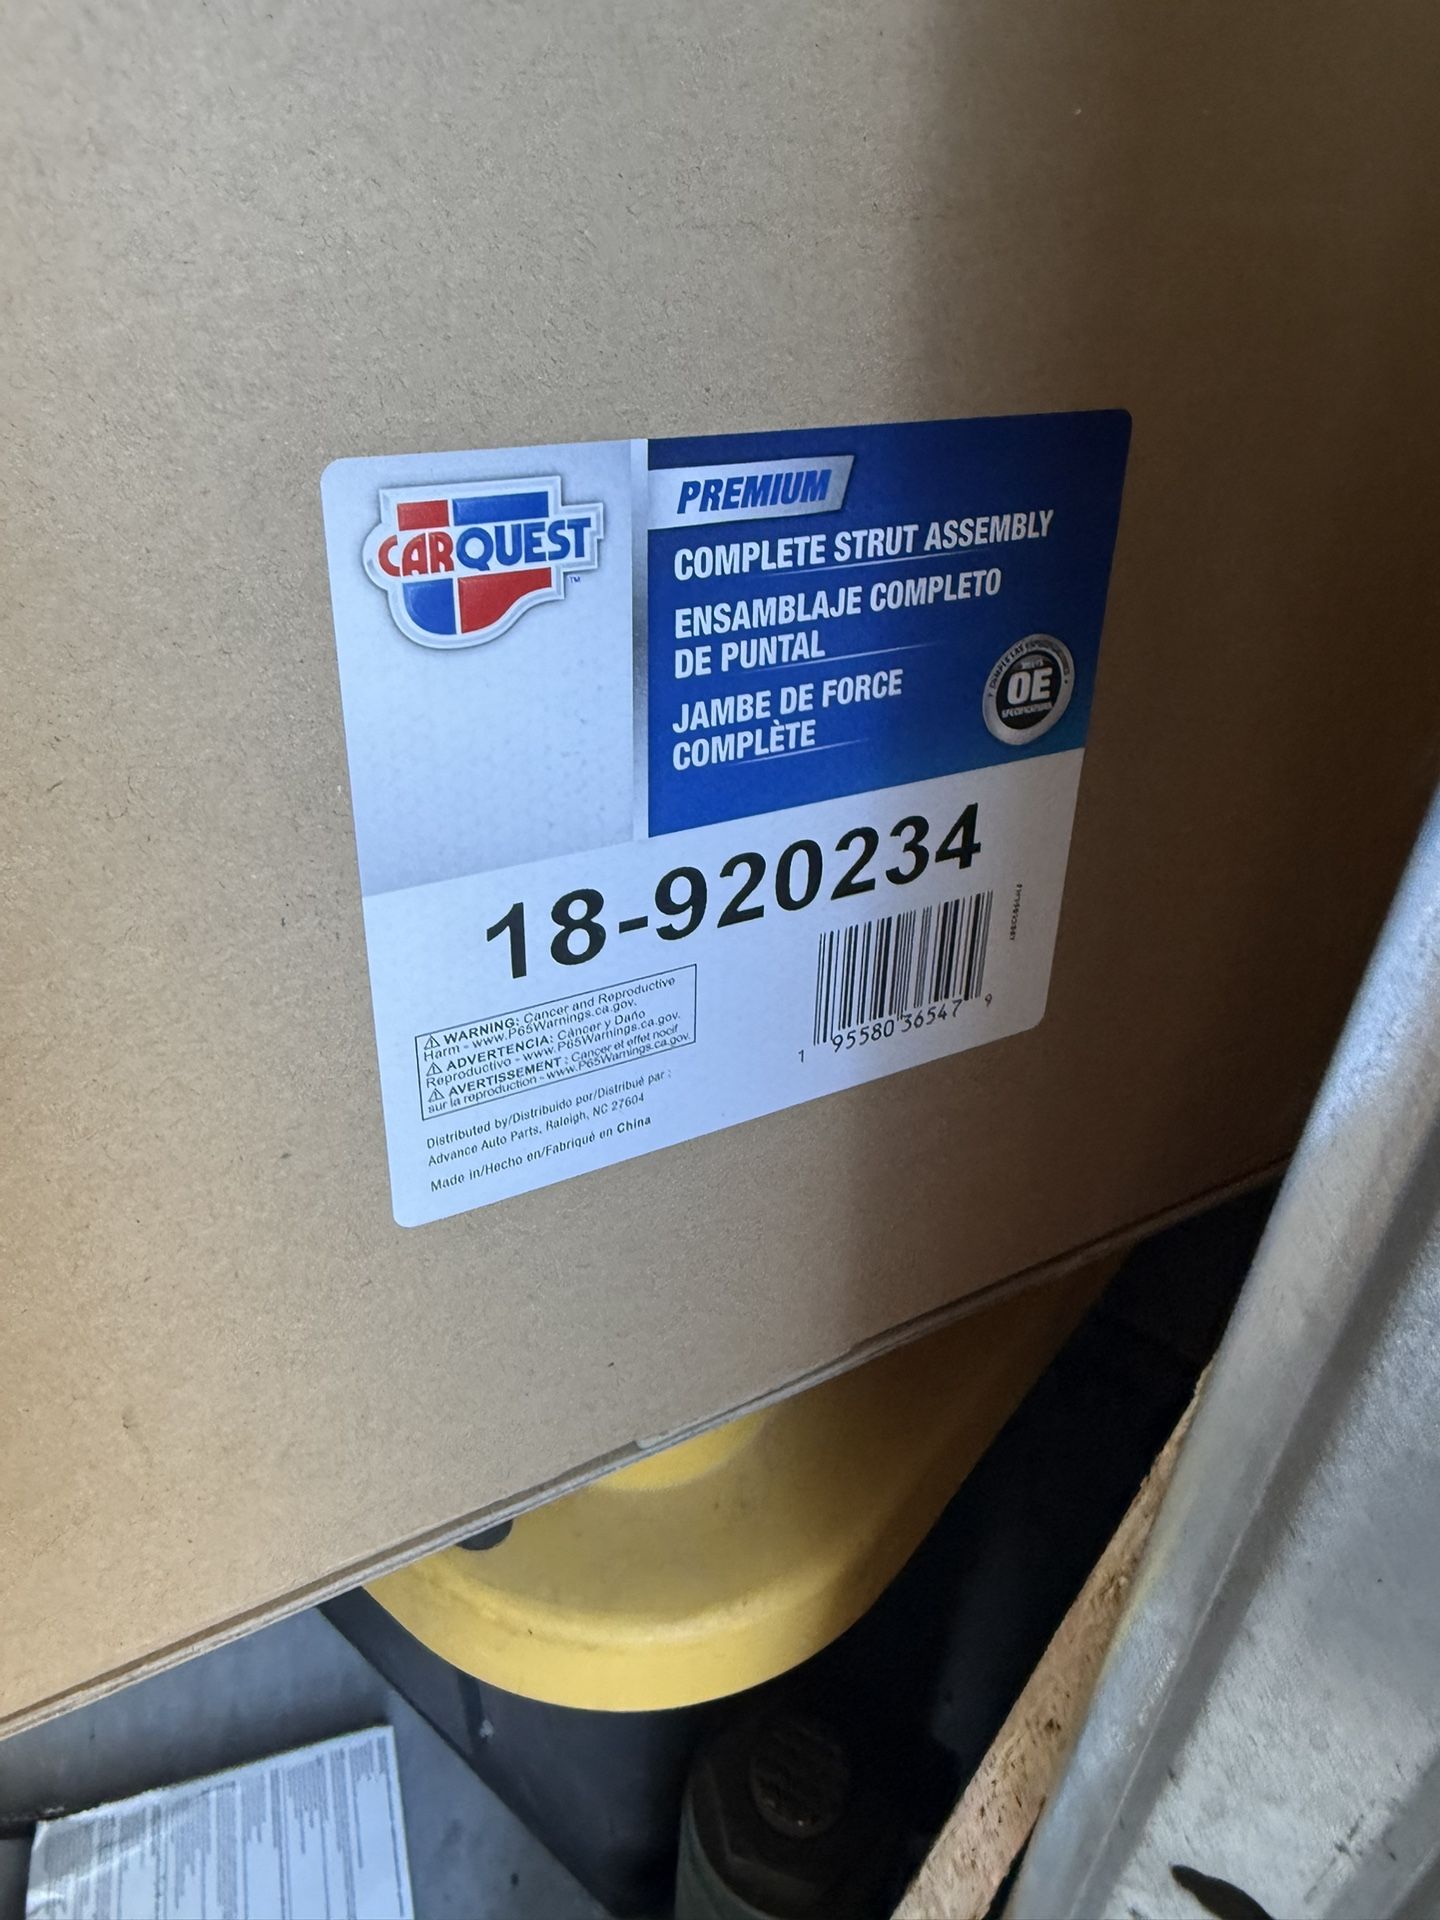 CARQUEST
TM
PREMIUM
COMPLETE STRUT ASSEMBLY
ENSAMBLAJE COMPLETO
DE PUNTAL
JAMBE DE FORCE
COMPLÈTE
MEETS
OE
SPECIFICATIONS
18-920234
⚠ WARNING: Cancer and Reproductive
Harm - www.P65Warnings.ca.gov.
⚠ ADVERTENCIA: Cáncer y Daño
Reproductivo - www.P65Warnings.ca.gov.
⚠ AVERTISSEMENT : Cancer et effet nocif
sur la reproduction - www.P65Warnings.ca.gov.
Distributed by/Distribuido por/Distribué par :
Advance Auto Parts, Raleigh, NC 27604
Made in/Hecho en/Fabriqué en China
1 95580 36547 9